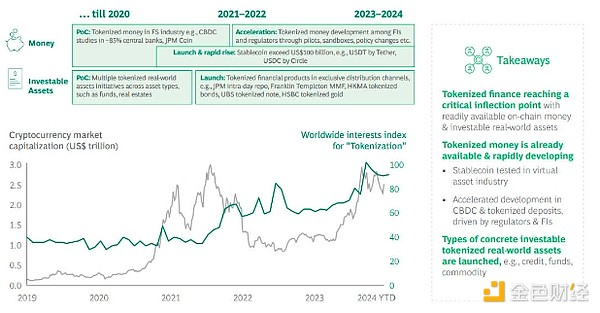 ... till 2020
2021–2022
2023–2024
Money
PoC: Tokenized money in FS industry e.g., CBDC
studies in ~85% central banks, JPM Coin
Acceleration: Tokenized money development among FIs
and regulators through pilots, sandboxes, policy changes etc.
Launch & rapid rise: Stablecoin exceed US$100 billion, e.g., USDT by Tether,
USDC by Circle
Investable
Assets
PoC: Multiple tokenized real-world
assets initiatives across asset types,
such as funds, real estates
Launch: Tokenized financial products in exclusive distribution channels,
e.g., JPM intra-day repo, Franklin Templeton MMF, HKMA tokenized
bonds, UBS tokenized note, HSBC tokenized gold
Cryptocurrency market
capitalization (US$ trillion)
Worldwide interests index
for "Tokenization"
3.0
2.5
2.0
1.5
1.0
0.5
0.0
100
80
60
40
20
0
2019
2020
2021
2022
2023
2024 YTD
Takeaways
Tokenized finance reaching a
critical inflection point with
readily available on-chain money
& investable real-world assets
Tokenized money is already
available & rapidly developing
• Stablecoin tested in virtual
asset industry
• Accelerated development in
CBDC & tokenized deposits,
driven by regulators & FIs
Types of concrete investable
tokenized real-world assets
are launched, e.g., credit, funds,
commodity
金色财经